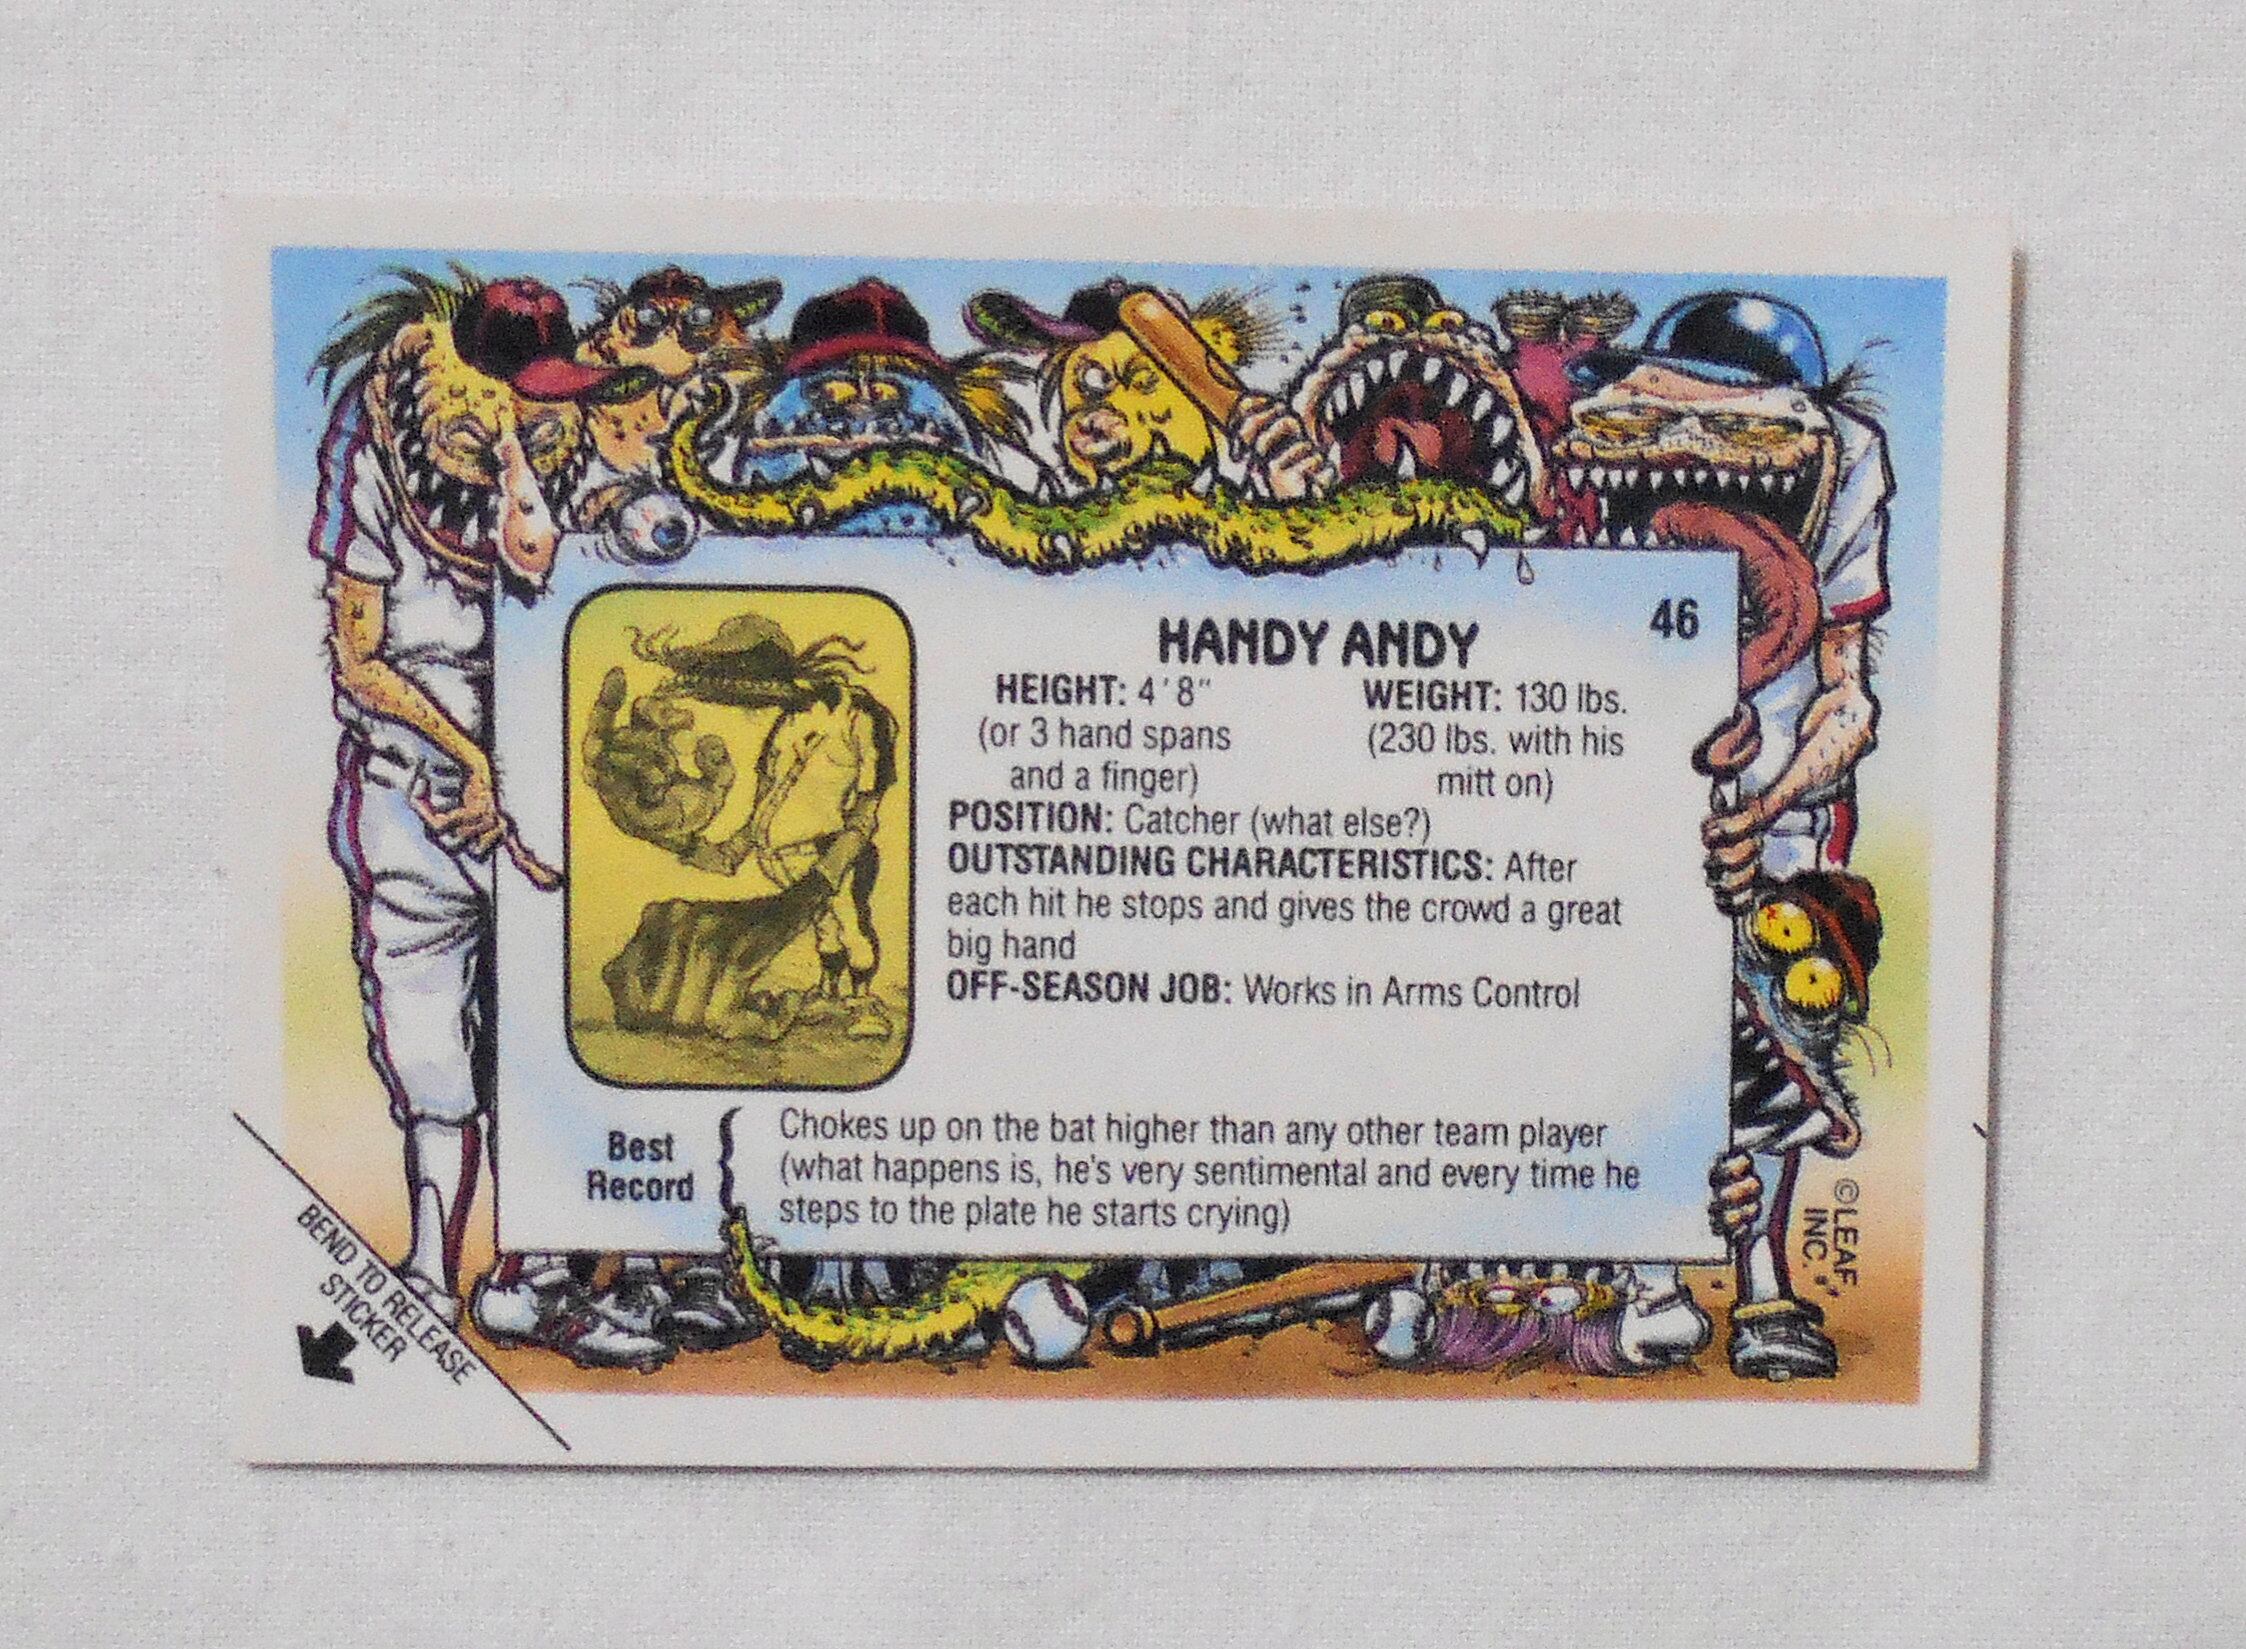 46
HANDY ANDY
HEIGHT: 4'8"
(or 3 hand spans
and a finger)
WEIGHT: 130 lbs.
(230 lbs. with his
mitt on)
POSITION: Catcher (what else?)
OUTSTANDING CHARACTERISTICS: After
each hit he stops and gives the crowd a great
big hand
OFF-SEASON JOB: Works in Arms Control
Best
Record
Chokes up on the bat higher than any other team player
(what happens is, he's very sentimental and every time he
steps to the plate he starts crying)
BEND TO RELEASE
STICKER
©LEAF,
INC.